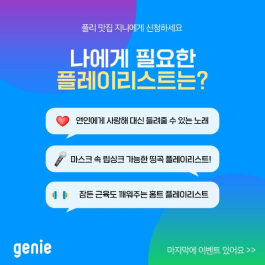 플리 맛집 지니에게 신청하세요
나에게 필요한
플레이리스트는?
연인에게 사랑해 대신 들려줄 수 있는 노래
마스크 속 립싱크 가능한 띵곡 플레이리스트!
잠든 근육도 깨워주는 홈트 플레이리스트
genie
마지막에 이벤트 있어요 >>